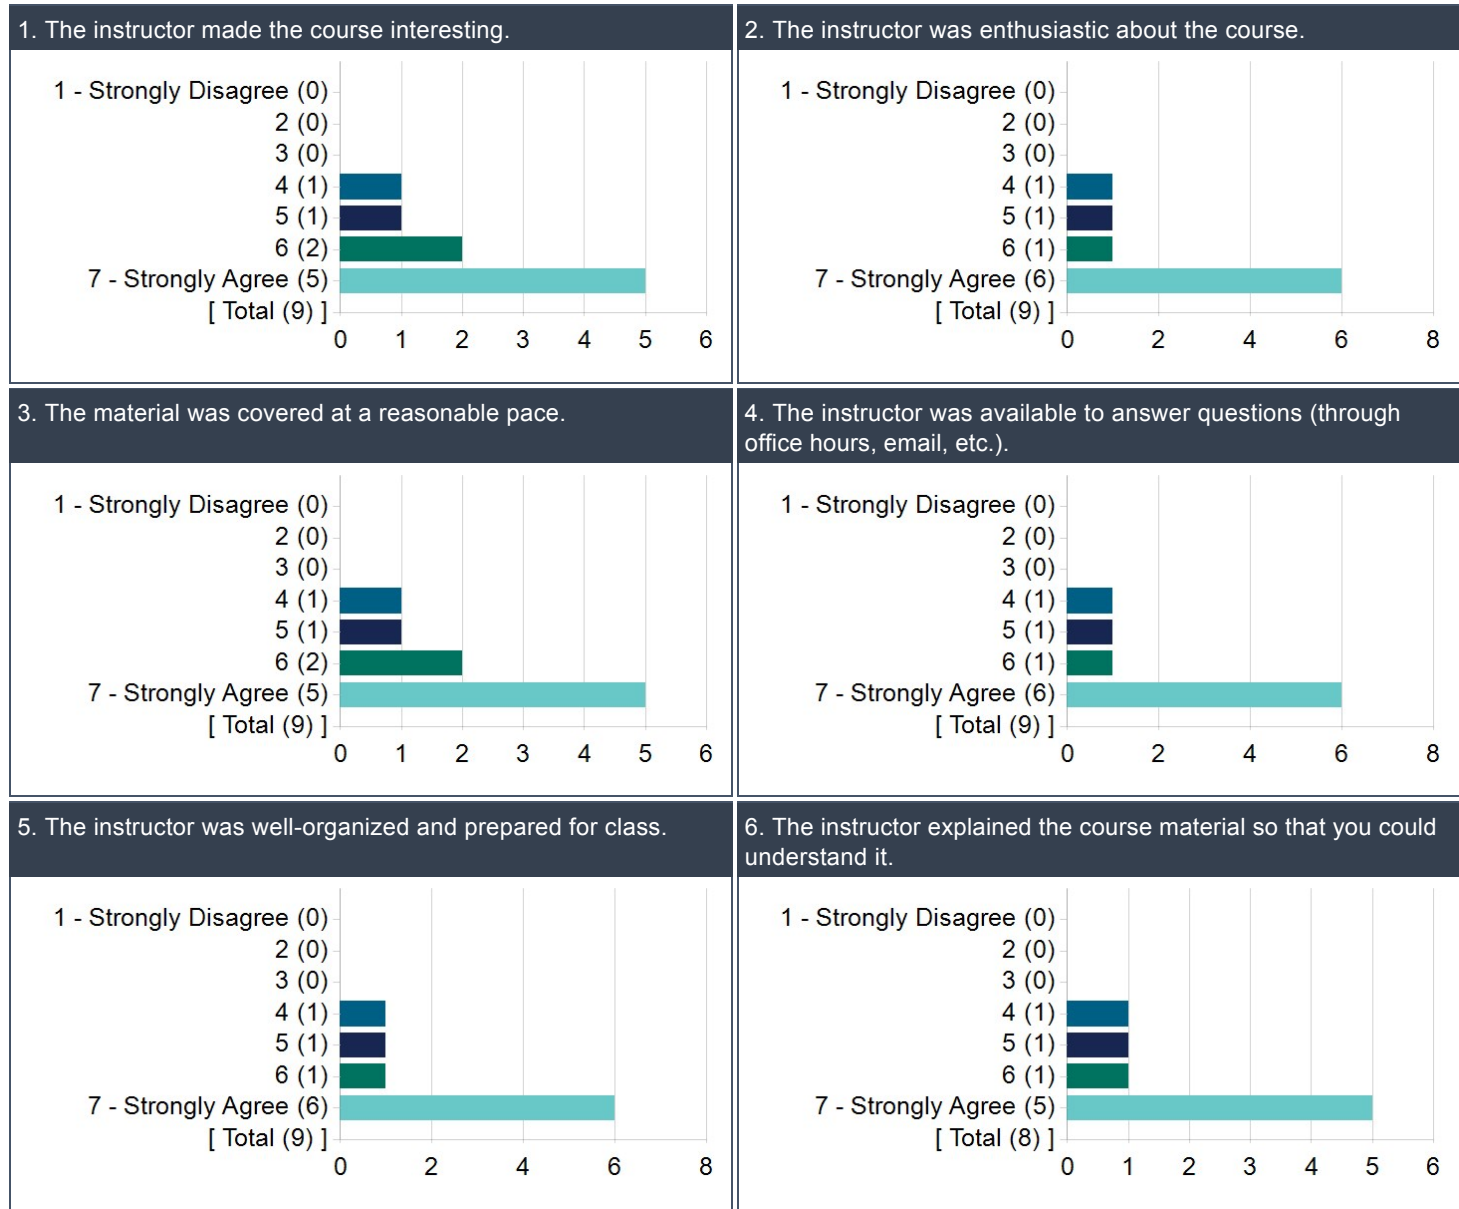 1. The instructor made the course interesting.
1 - Strongly Disagree (0)
2 (0)
3 (0)
4 (1)
5 (1)
6 (2)
7 - Strongly Agree (5)
[ Total (9) ]
0 1 2 3 4 5 6
2. The instructor was enthusiastic about the course.
1 - Strongly Disagree (0)
2 (0)
3 (0)
4 (1)
5 (1)
6 (1)
7 - Strongly Agree (6)
[ Total (9) ]
0 2 4 6 8
3. The material was covered at a reasonable pace.
1 - Strongly Disagree (0)
2 (0)
3 (0)
4 (1)
5 (1)
6 (2)
7 - Strongly Agree (5)
[ Total (9) ]
0 1 2 3 4 5 6
4. The instructor was available to answer questions (through
office hours, email, etc.).
1 - Strongly Disagree (0)
2 (0)
3 (0)
4 (1)
5 (1)
6 (1)
7 - Strongly Agree (6)
[ Total (9) ]
0 2 4 6 8
5. The instructor was well-organized and prepared for class.
1 - Strongly Disagree (0)
2 (0)
3 (0)
4 (1)
5 (1)
6 (1)
7 - Strongly Agree (6)
[ Total (9) ]
0 2 4 6 8
6. The instructor explained the course material so that you could
understand it.
1 - Strongly Disagree (0)
2 (0)
3 (0)
4 (1)
5 (1)
6 (1)
7 - Strongly Agree (5)
[ Total (8) ]
0 1 2 3 4 5 6